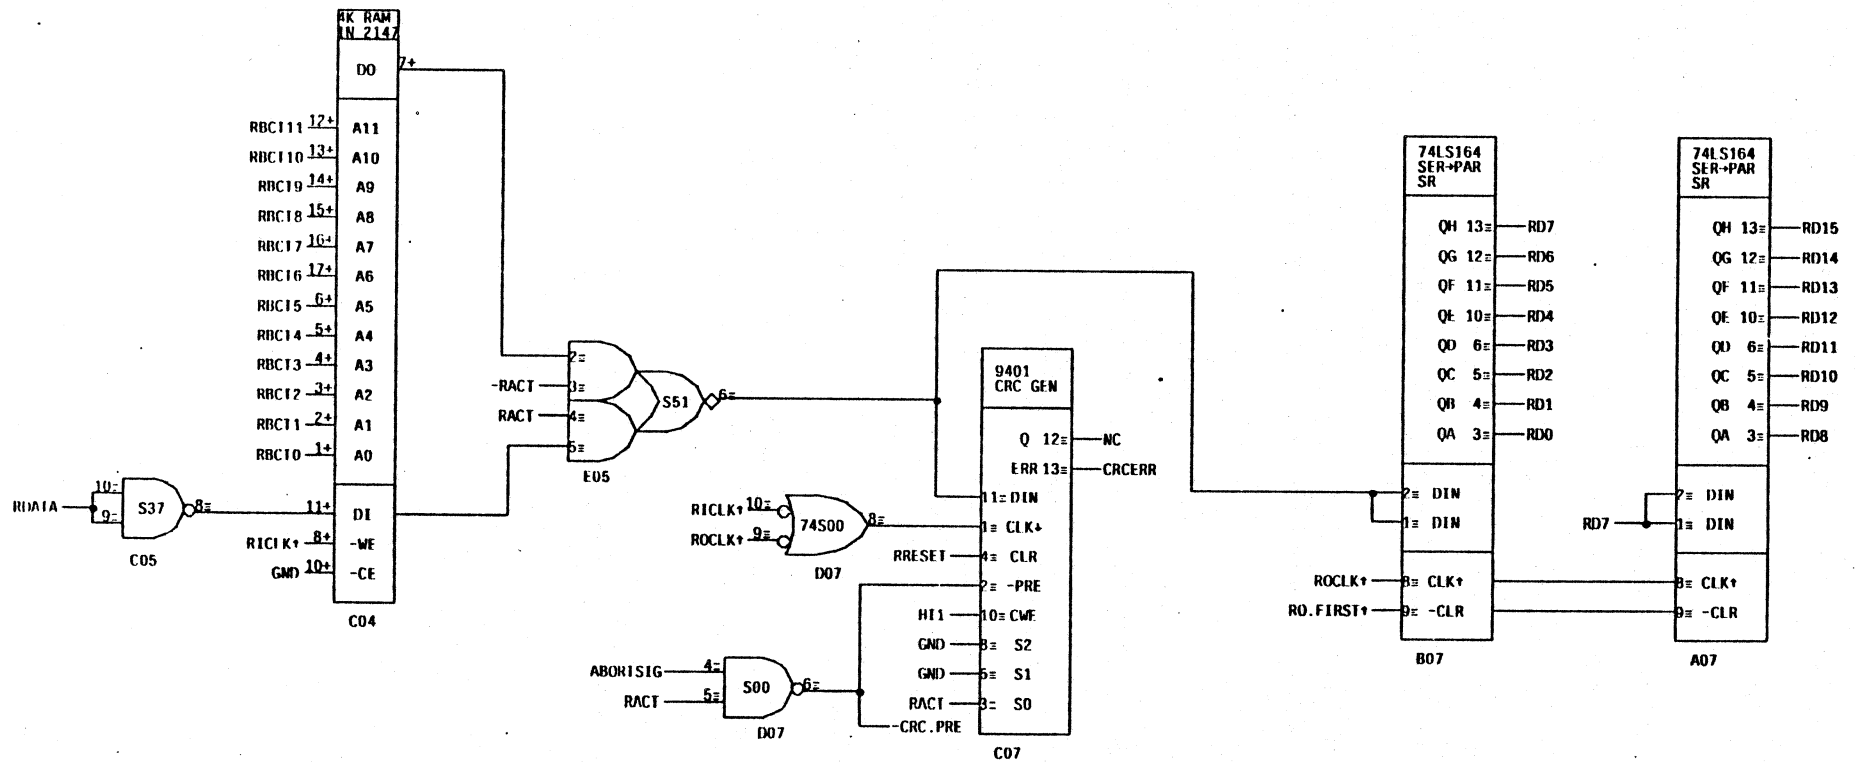 4K RAM
IN 2147
DO 7+
RBCT11 12+ A11
RBCT10 13+ A10
RBCT9 14+ A9
RBCT8 15+ A8
RBCT7 16+ A7
RBCT6 17+ A6
RBCT5 6+ A5
RBCT4 5+ A4
RBCT3 4+ A3
RBCT2 3+ A2
RBCT1 2+ A1
RBCT0 1+ A0
11+ DI
RICLK↑ 8+ -WE
GND 10+ -CE
C04
RDATA
10=
9=
S37
8=
C05
2=
-RACT 3=
RACT 4=
5=
S51
6=
E05
RICLK↑ 10=
ROCLK↑ 9=
74S00
8=
D07
ABORTSIG 4=
RACT 5=
S00
6=
D07
-CRC.PRE
9401
CRC GEN
Q 12= NC
ERR 13= CRCERR
11= DIN
1= CLK↓
RRESET 4= CLR
2= -PRE
HI1 10= CWE
GND 8= S2
GND 5= S1
RACT 3= S0
C07
74LS164
SER→PAR
SR
QH 13= RD7
QG 12= RD6
QF 11= RD5
QE 10= RD4
QD 6= RD3
QC 5= RD2
QB 4= RD1
QA 3= RD0
2= DIN
1= DIN
ROCLK↑ 8= CLK↑
RO.FIRST↑ 9= -CLR
B07
74LS164
SER→PAR
SR
QH 13= RD15
QG 12= RD14
QF 11= RD13
QE 10= RD12
QD 6= RD11
QC 5= RD10
QB 4= RD9
QA 3= RD8
2= DIN
RD7 1= DIN
8= CLK↑
9= -CLR
A07